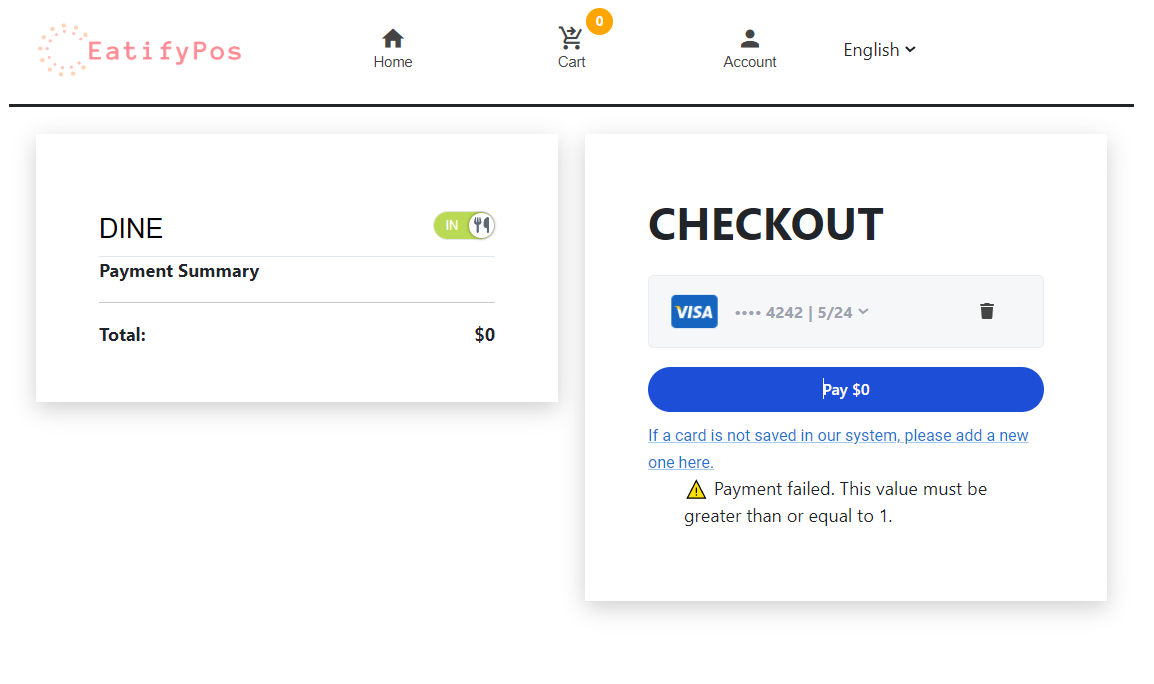 EatifyPos
0
Home
Cart
Account
English
DINE
IN
Payment Summary
Total: $0
CHECKOUT
VISA
•••• 4242 | 5/24
Pay $0
If a card is not saved in our system, please add a new
one here.
⚠️ Payment failed. This value must be
greater than or equal to 1.